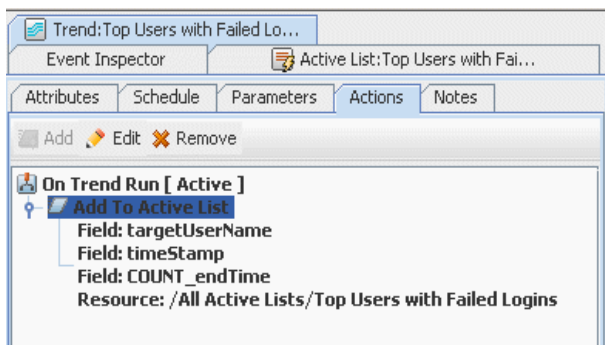 Trend:Top Users with Failed Lo...
Event Inspector
Active List:Top Users with Fai...
Attributes
Schedule
Parameters
Actions
Notes
Add
Edit
Remove
On Trend Run [ Active ]
Add To Active List
Field: targetUserName
Field: timeStamp
Field: COUNT_endTime
Resource: /All Active Lists/Top Users with Failed Logins